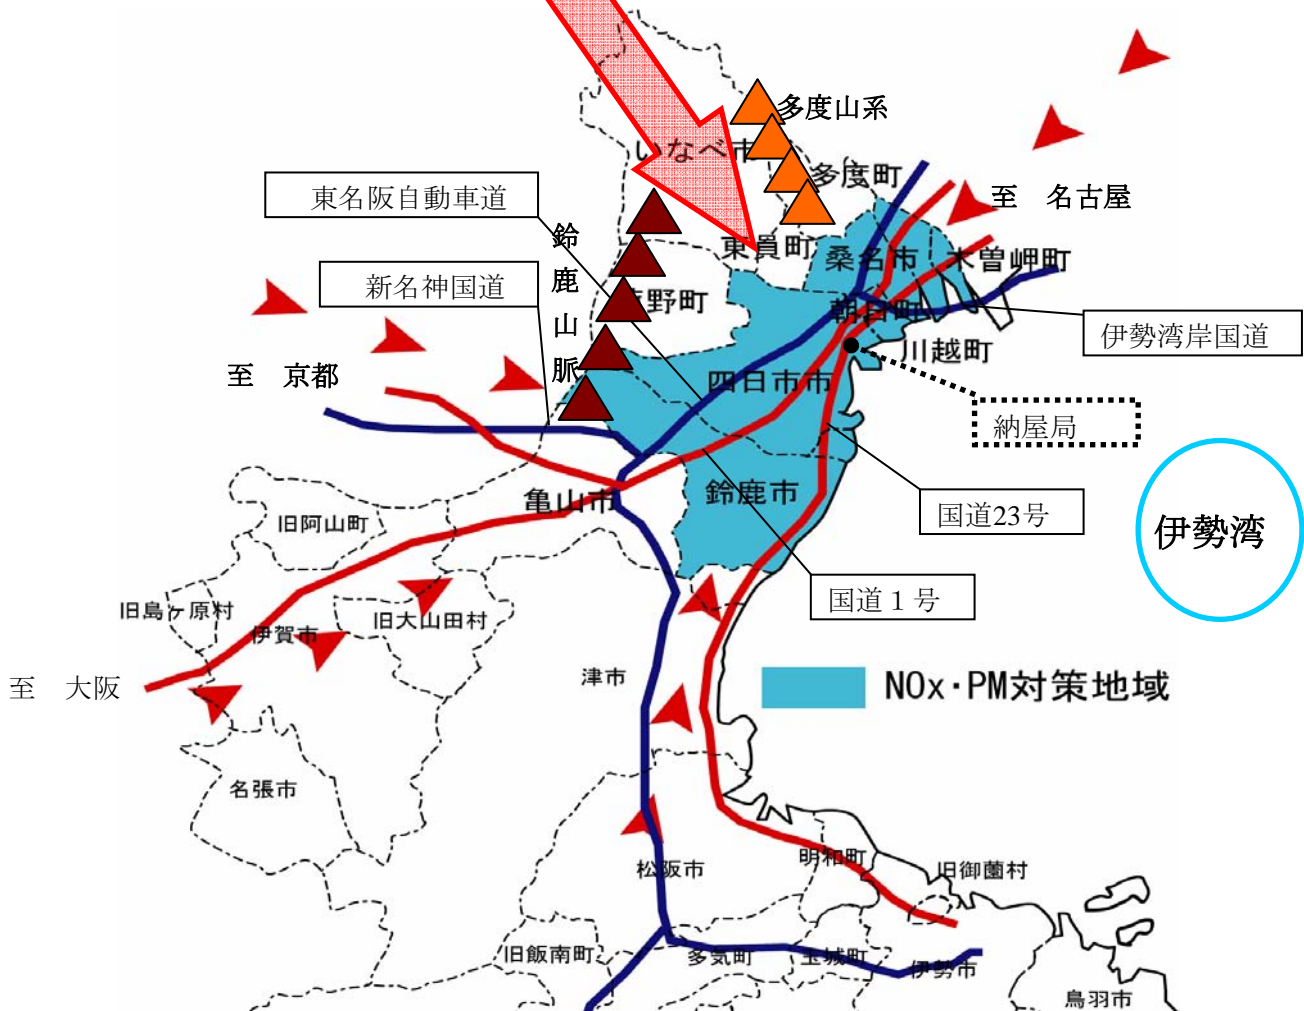 多度山系
いなべ市
多度町
東名阪自動車道
至　名古屋
鈴鹿山脈
東員町
桑名市
木曽岬町
新名神国道
野町
朝日町
伊勢湾岸国道
川越町
至　京都
四日市市
納屋局
亀山市
鈴鹿市
国道23号
伊勢湾
旧阿山町
国道１号
旧島ヶ原村
伊賀市
旧大山田村
至　大阪
津市
NOx・PM対策地域
名張市
松阪市
明和町
旧御薗村
旧飯南町
多気町
玉城町
伊勢市
鳥羽市